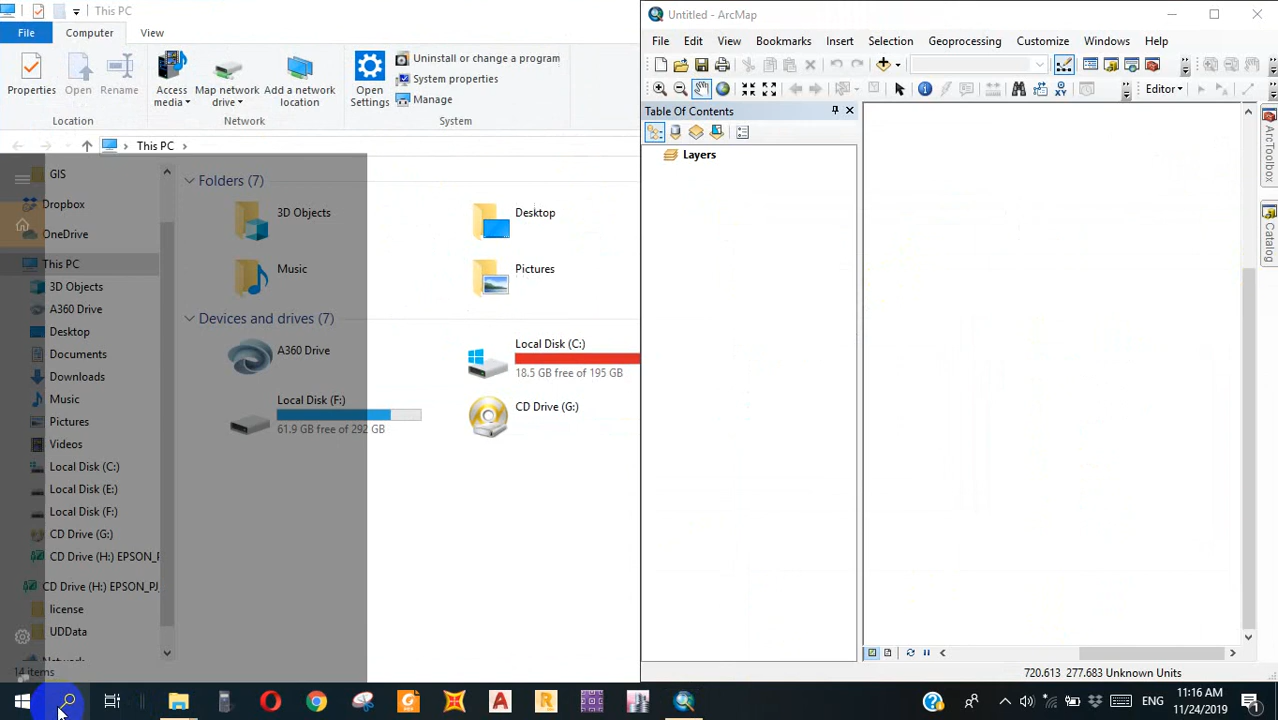 This PC
File
Computer
View
Properties
Open
Rename
Access media
Map network drive
Add a network location
Open Settings
Uninstall or change a program
System properties
Manage
Location
Network
System
This PC
GIS
Dropbox
OneDrive
This PC
3D Objects
A360 Drive
Desktop
Documents
Downloads
Music
Pictures
Videos
Local Disk (C:)
Local Disk (E:)
Local Disk (F:)
CD Drive (G:)
CD Drive (H:) EPSON_P
CD Drive (H:) EPSON_PJ
license
UDData
14 items
Folders (7)
3D Objects
Desktop
Music
Pictures
Devices and drives (7)
A360 Drive
Local Disk (C:)
18.5 GB free of 195 GB
Local Disk (F:)
61.9 GB free of 292 GB
CD Drive (G:)
Untitled - ArcMap
File Edit View Bookmarks Insert Selection Geoprocessing Customize Windows Help
Editor
Table Of Contents
Layers
ArcToolbox
Catalog
720.613 277.683 Unknown Units
ENG
11:16 AM
11/24/2019